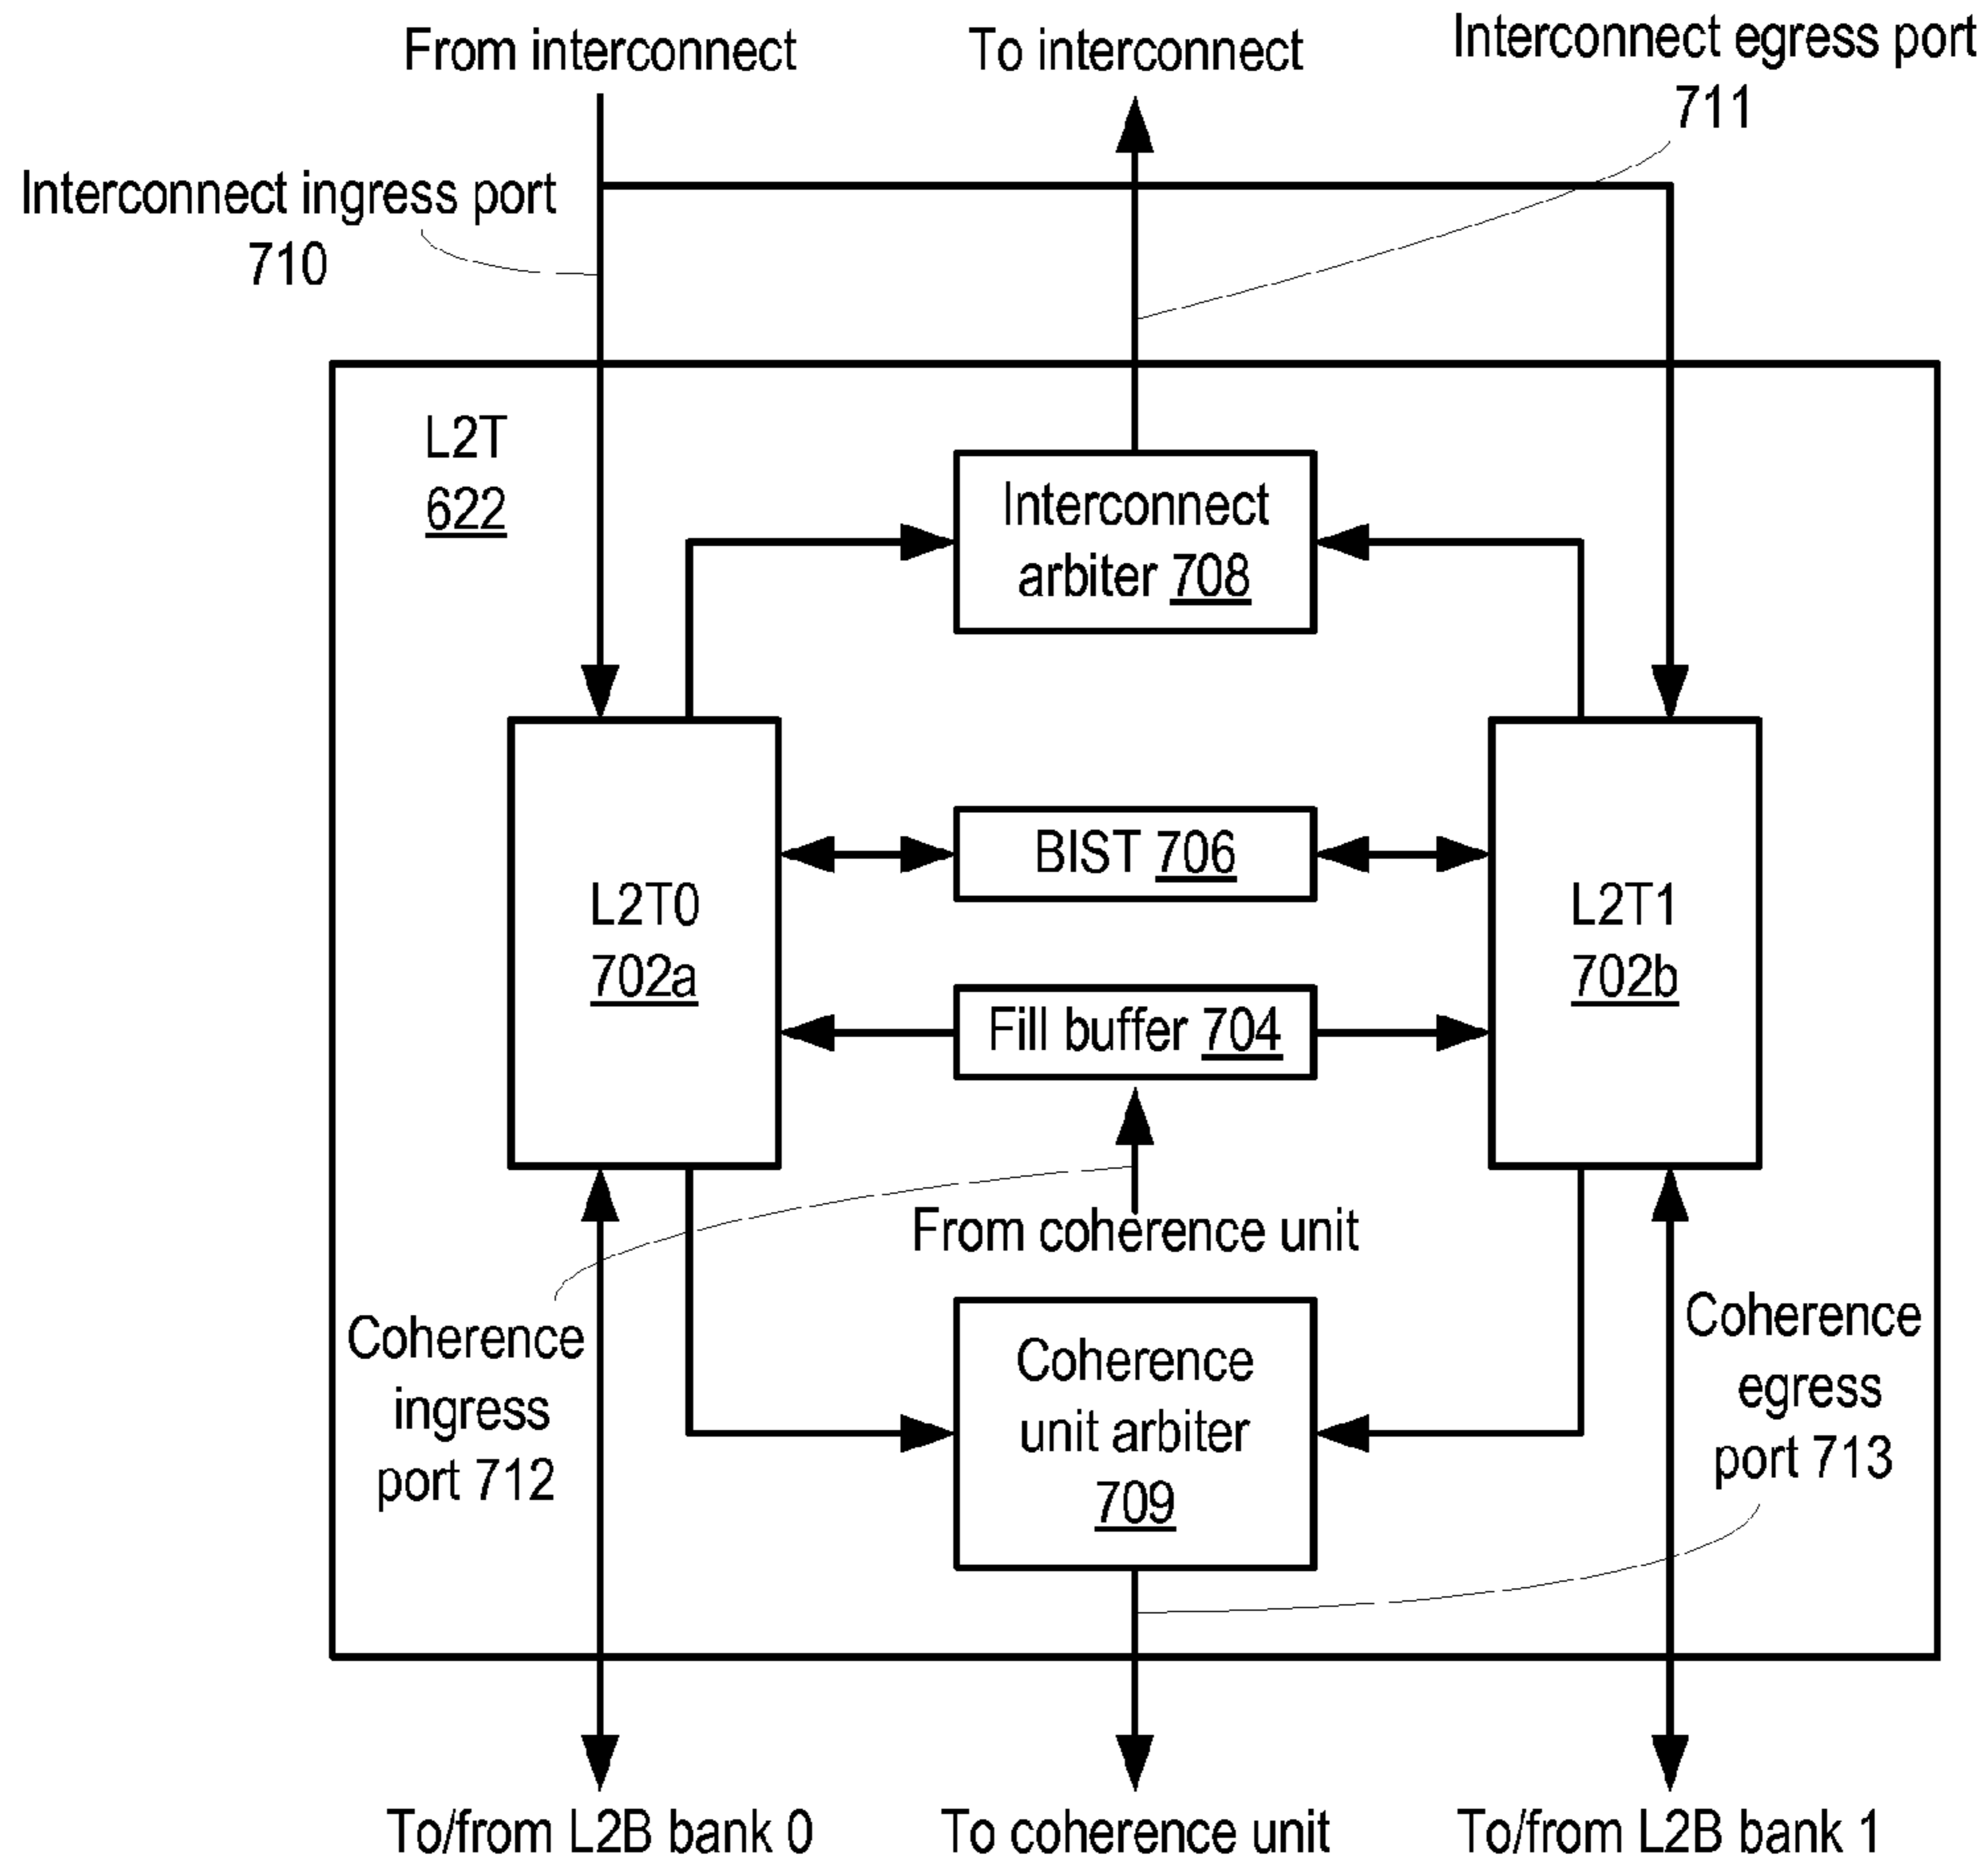 From interconnect
To interconnect
Interconnect egress port
711
Interconnect ingress port
710
L2T
622
Interconnect
arbiter 708
L2T0
702a
BIST 706
L2T1
702b
Fill buffer 704
From coherence unit
Coherence
ingress
port 712
Coherence
unit arbiter
709
Coherence
egress
port 713
To/from L2B bank 0
To coherence unit
To/from L2B bank 1